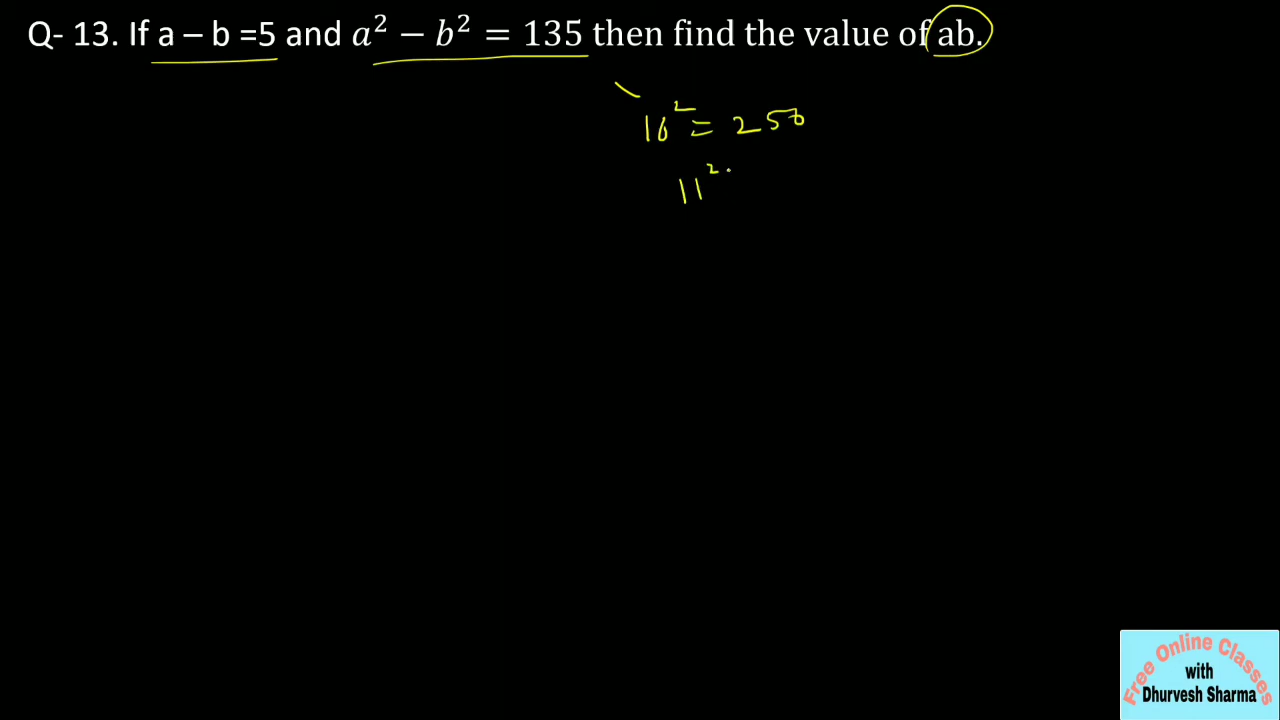 Q- 13. If a – b =5 and a² − b² = 135 then find the value of ab.
16² = 256
11²
Free Online Classes
with
Dhurvesh Sharma